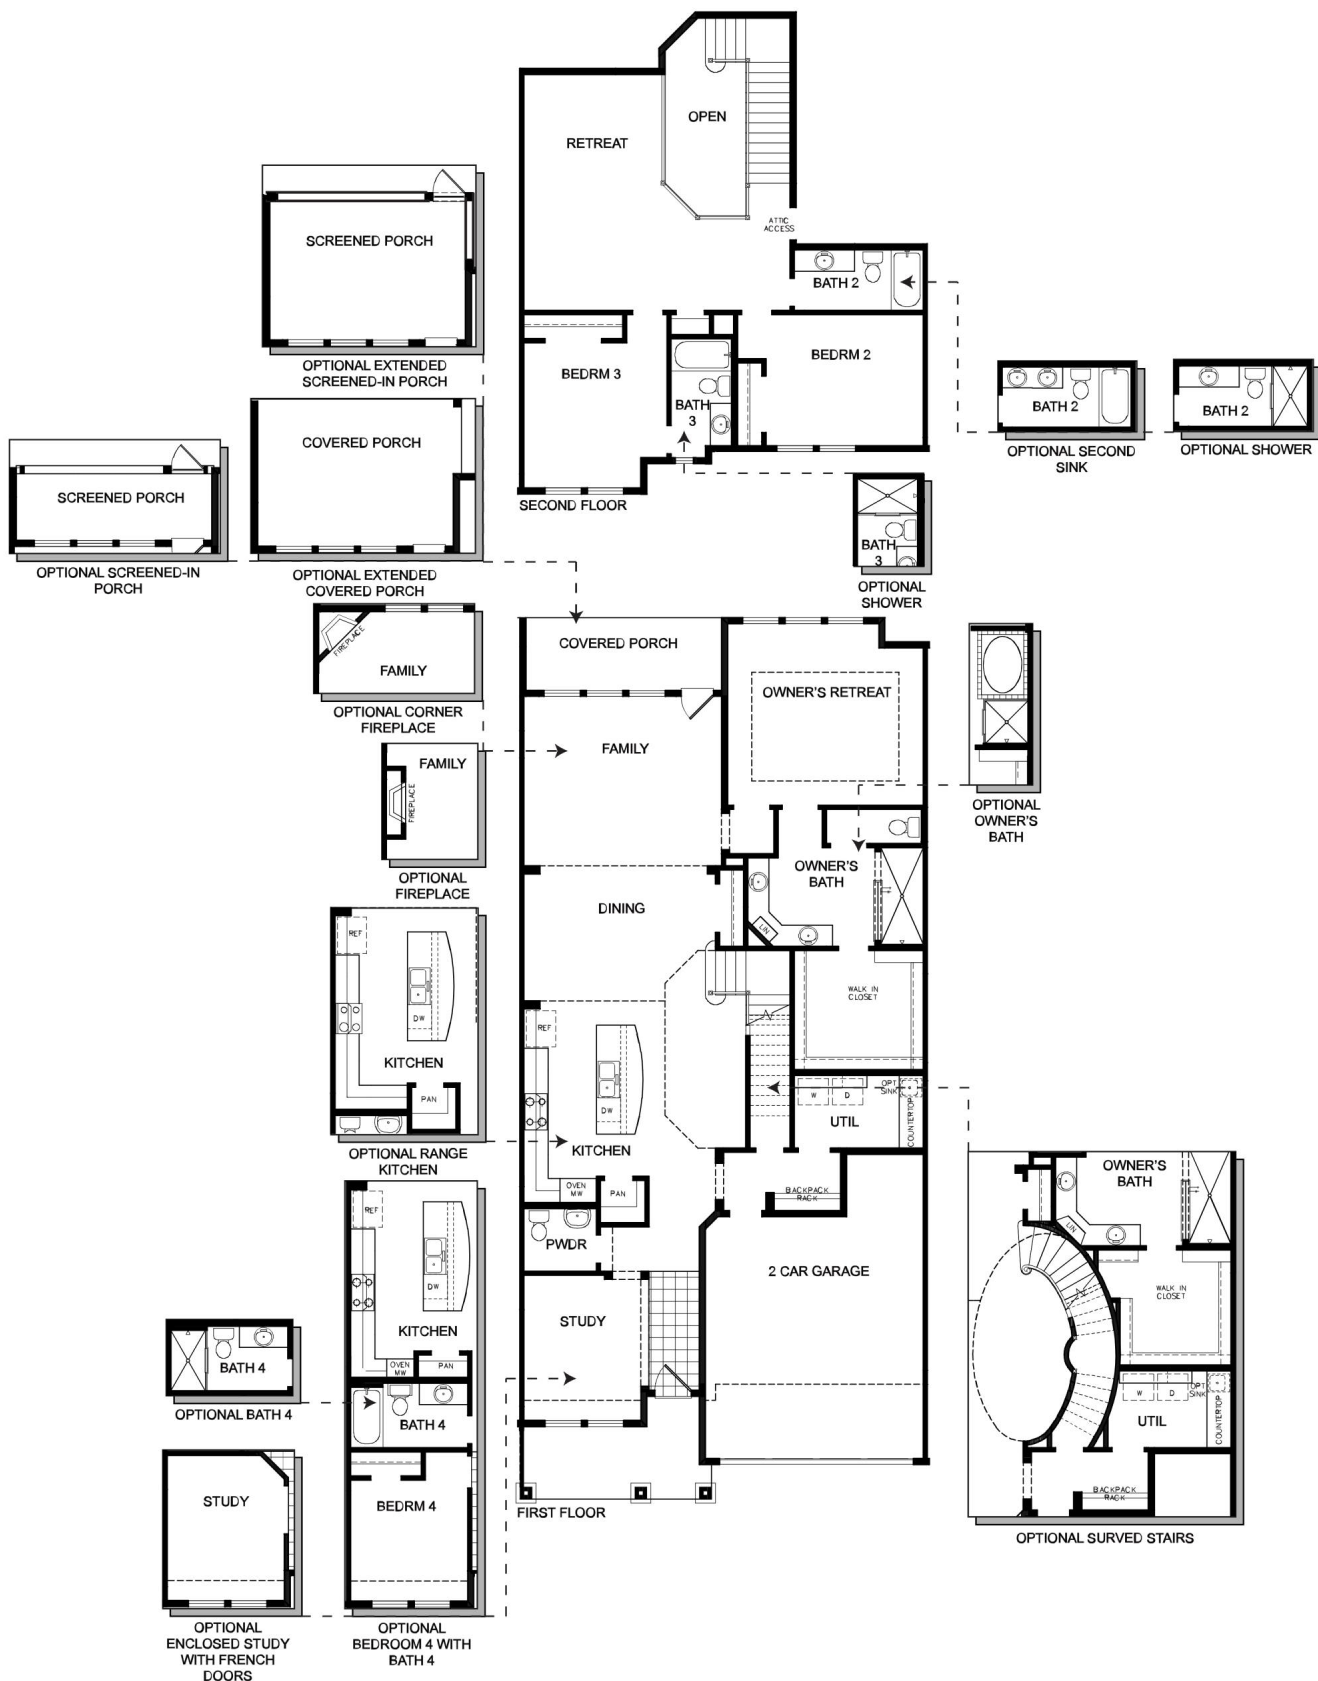 OPEN
RETREAT
ATTIC
ACCESS
BATH 2
BEDRM 2
BEDRM 3
BATH
3
SECOND FLOOR
SCREENED PORCH
OPTIONAL EXTENDED
SCREENED-IN PORCH
COVERED PORCH
OPTIONAL EXTENDED
COVERED PORCH
SCREENED PORCH
OPTIONAL SCREENED-IN
PORCH
BATH 2
OPTIONAL SECOND
SINK
BATH 2
OPTIONAL SHOWER
BATH
3
OPTIONAL
SHOWER
FIREPLACE
FAMILY
OPTIONAL CORNER
FIREPLACE
FAMILY
FIREPLACE
OPTIONAL
FIREPLACE
COVERED PORCH
OWNER'S RETREAT
FAMILY
OPTIONAL
OWNER'S
BATH
OWNER'S
BATH
DINING
LIN
WALK IN
CLOSET
REF
DW
KITCHEN
PAN
OPTIONAL RANGE
KITCHEN
REF
DW
KITCHEN
OVEN
MW
PAN
W
D
OPT
SINK
UTIL
COUNTERTOP
BACKPACK
RACK
PWDR
2 CAR GARAGE
STUDY
FIRST FLOOR
REF
DW
KITCHEN
OVEN
MW
PAN
BATH 4
BEDRM 4
OPTIONAL
BEDROOM 4 WITH
BATH 4
BATH 4
OPTIONAL BATH 4
STUDY
OPTIONAL
ENCLOSED STUDY
WITH FRENCH
DOORS
OWNER'S
BATH
LIN
WALK IN
CLOSET
W
D
OPT
SINK
UTIL
COUNTERTOP
BACKPACK
RACK
OPTIONAL SURVED STAIRS